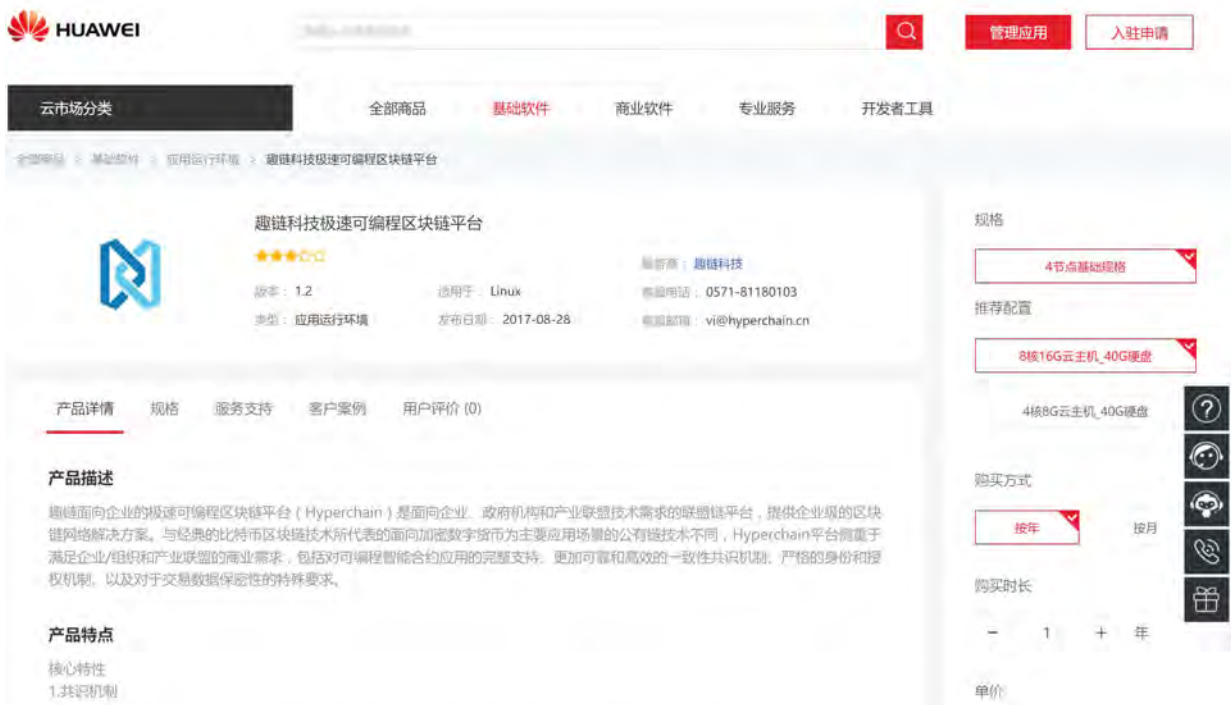 HUAWEI
管理应用
入驻申请
云市场分类
全部商品
基础软件
商业软件
专业服务
开发者工具
全部商品 > 基础软件 > 应用运行环境 > 趣链科技极速可编程区块链平台
趣链科技极速可编程区块链平台
服务商： 趣链科技
版本： 1.2
适用于： Linux
客服电话： 0571-81180103
类型： 应用运行环境
发布日期： 2017-08-28
客服邮箱： vi@hyperchain.cn
产品详情
规格
服务支持
客户案例
用户评价 (0)
产品描述
趣链面向企业的极速可编程区块链平台（Hyperchain）是面向企业、政府机构和产业联盟技术需求的联盟链平台，提供企业级的区块
链网络解决方案。与经典的比特币区块链技术所代表的面向加密数字货币为主要应用场景的公有链技术不同，Hyperchain平台侧重于
满足企业/组织和产业联盟的商业需求，包括对可编程智能合约应用的完整支持、更加可靠和高效的一致性共识机制、严格的身份和授
权机制、以及对于交易数据保密性的特殊要求。
产品特点
核心特性
1.共识机制
规格
4节点基础规格
推荐配置
8核16G云主机_40G硬盘
4核8G云主机_40G硬盘
购买方式
按年
按月
购买时长
− 1 + 年
单价